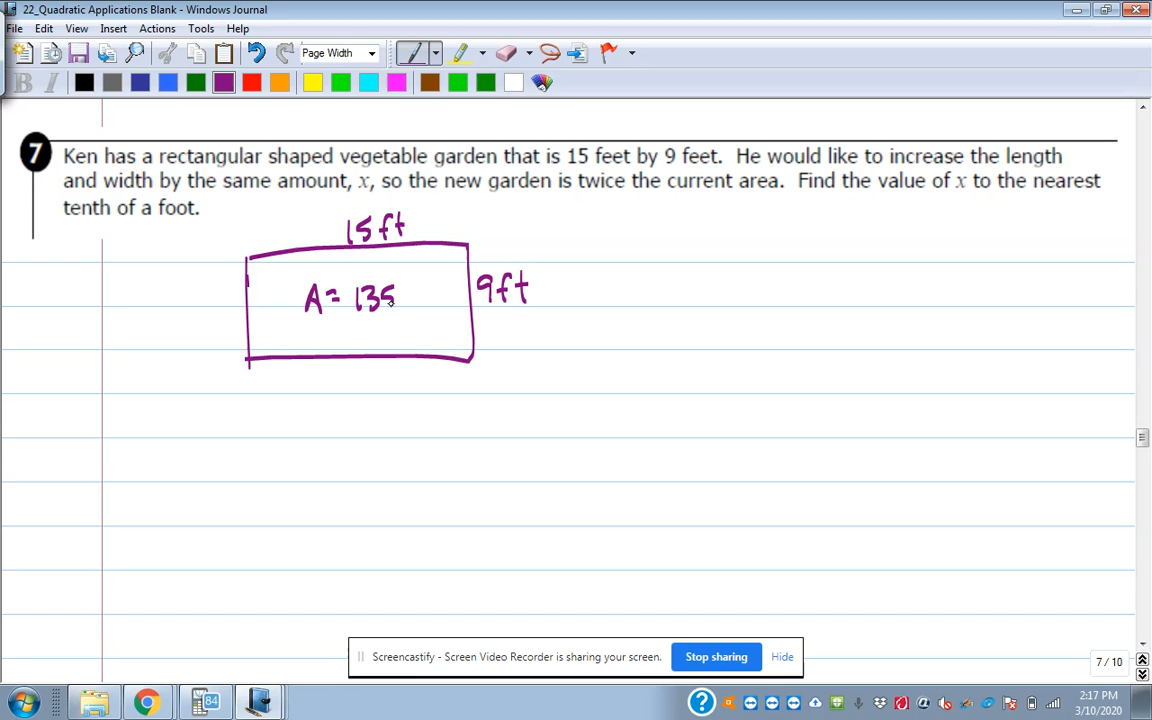 22_Quadratic Applications Blank - Windows Journal
File Edit View Insert Actions Tools Help
Page Width
B I
7 Ken has a rectangular shaped vegetable garden that is 15 feet by 9 feet. He would like to increase the length
and width by the same amount, x, so the new garden is twice the current area. Find the value of x to the nearest
tenth of a foot.
15ft
A = 135
9ft
Screencastify - Screen Video Recorder is sharing your screen. Stop sharing Hide
7 / 10
84
2:17 PM
3/10/2020